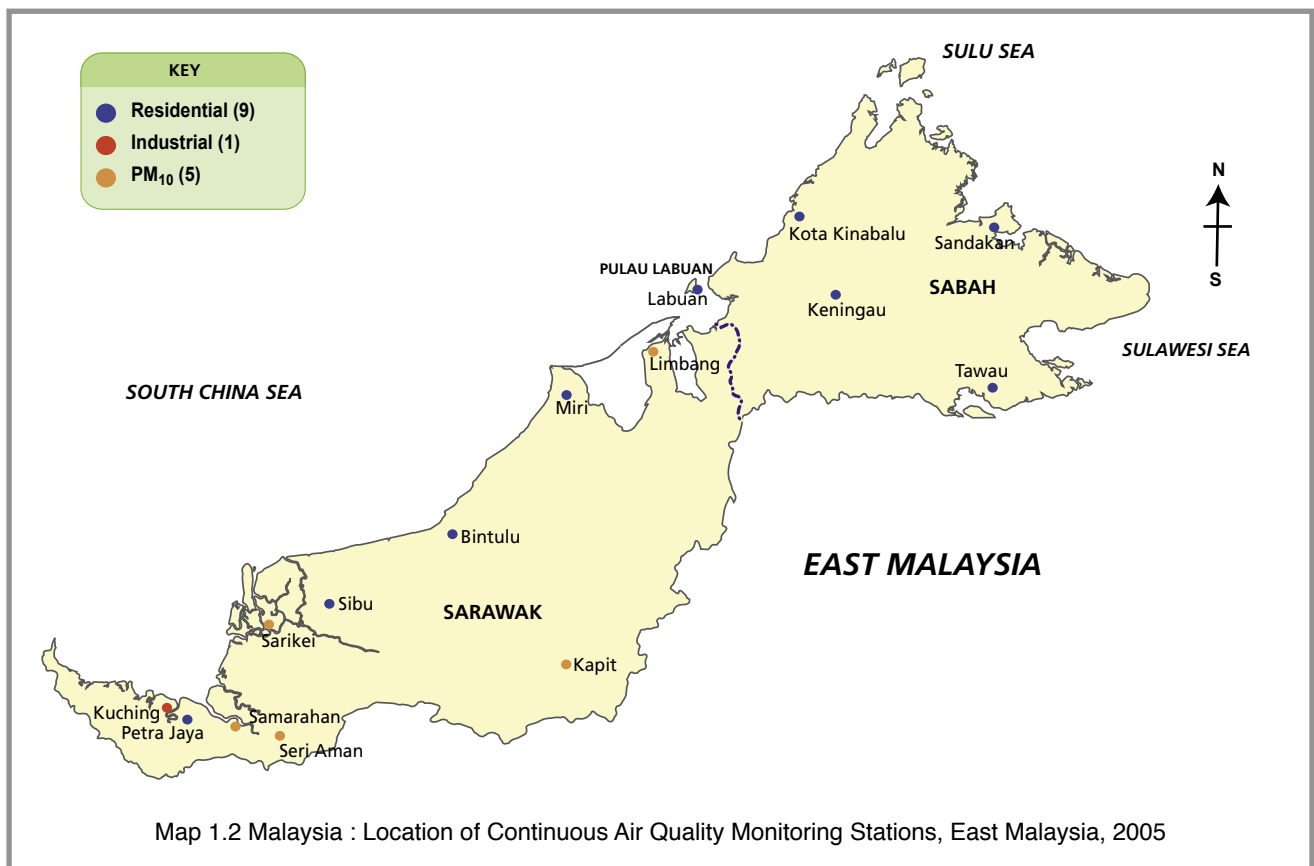 KEY
Residential (9)
Industrial (1)
PM10 (5)
SULU SEA
N
S
Kota Kinabalu
Sandakan
PULAU LABUAN
Labuan
SABAH
Keningau
SULAWESI SEA
Limbang
Tawau
SOUTH CHINA SEA
Miri
Bintulu
EAST MALAYSIA
Sibu
SARAWAK
Sarikei
Kapit
Kuching
Samarahan
Petra Jaya
Seri Aman
Map 1.2 Malaysia : Location of Continuous Air Quality Monitoring Stations, East Malaysia, 2005